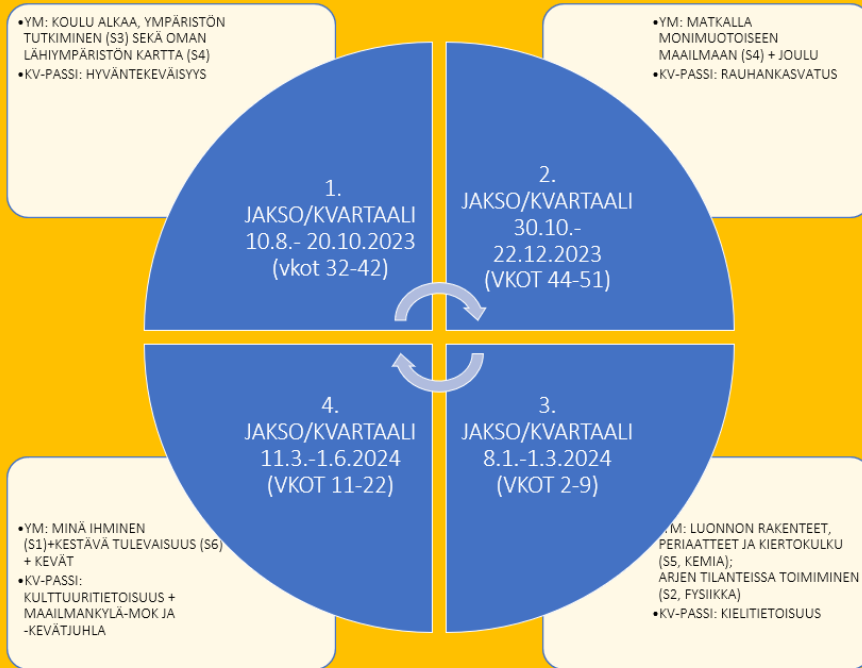 •YM: KOULU ALKAA, YMPÄRISTÖN
TUTKIMINEN (S3) SEKÄ OMAN
LÄHIYMPÄRISTÖN KARTTA (S4)
•KV-PASSI: HYVÄNTEKEVÄISYYS
•YM: MATKALLA
MONIMUOTOISEEN
MAAILMAAN (S4) + JOULU
•KV-PASSI: RAUHANKASVATUS
1.
JAKSO/KVARTAALI
10.8.- 20.10.2023
(vkot 32-42)
2.
JAKSO/KVARTAALI
30.10.-
22.12.2023
(VKOT 44-51)
4.
JAKSO/KVARTAALI
11.3.-1.6.2024
(VKOT 11-22)
3.
JAKSO/KVARTAALI
8.1.-1.3.2024
(VKOT 2-9)
•YM: MINÄ IHMINEN
(S1)+KESTÄVÄ TULEVAISUUS (S6)
+ KEVÄT
•KV-PASSI:
KULTTUURITIETOISUUS +
MAAILMANKYLÄ-MOK JA
-KEVÄTJUHLA
YM: LUONNON RAKENTEET,
PERIAATTEET JA KIERTOKULKU
(S5, KEMIA);
ARJEN TILANTEISSA TOIMIMINEN
(S2, FYSIIKKA)
•KV-PASSI: KIELITIETOISUUS